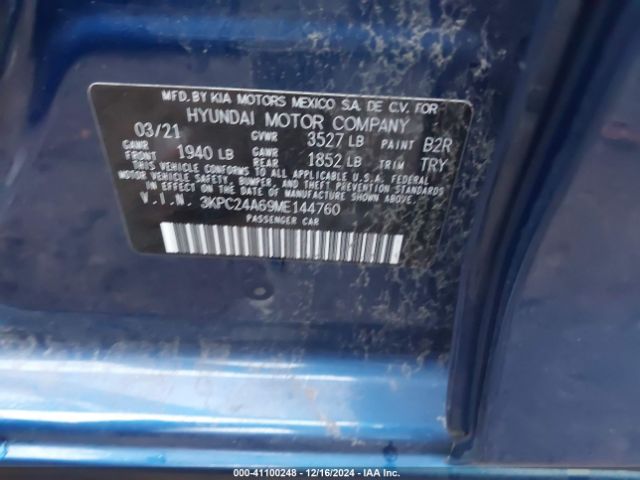 MFD. BY KIA MOTORS MEXICO S.A. DE C.V. FOR
HYUNDAI MOTOR COMPANY
03/21 GVWR 3527 LB PAINT B2R
GAWR FRONT 1940 LB GAWR REAR 1852 LB TRIM TRY
THIS VEHICLE CONFORMS TO ALL APPLICABLE U.S.A. FEDERAL
MOTOR VEHICLE SAFETY, BUMPER, AND THEFT PREVENTION
STANDARDS IN EFFECT ON THE DATE OF MANUFACTURE SHOWN ABOVE.
V.I.N. 3KPC24A69ME144760
PASSENGER CAR
000-41100248 - 12/16/2024 - IAA Inc.